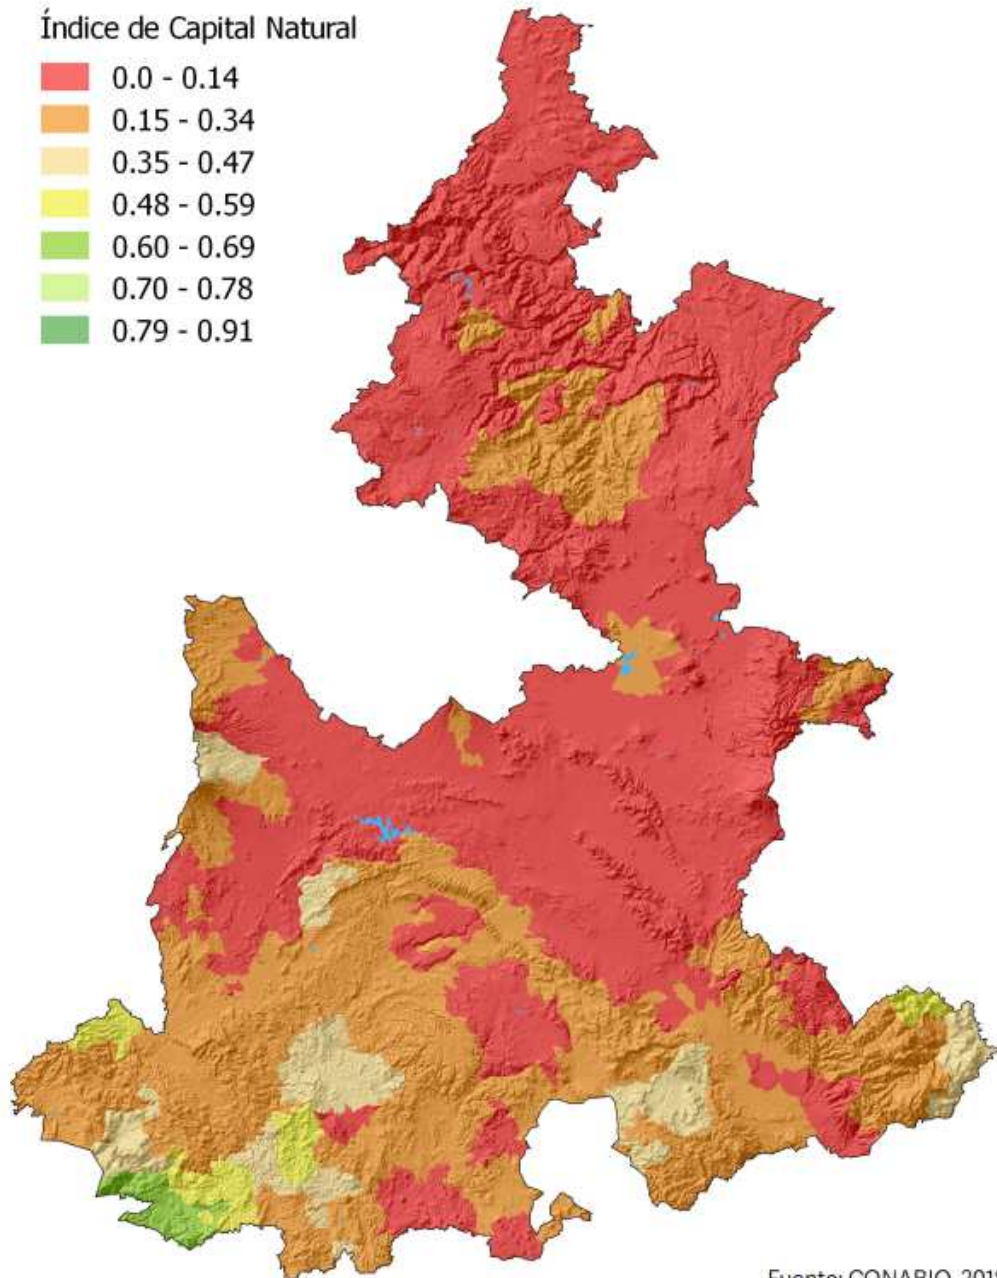 Índice de Capital Natural
0.0 - 0.14
0.15 - 0.34
0.35 - 0.47
0.48 - 0.59
0.60 - 0.69
0.70 - 0.78
0.79 - 0.91
Fuente: CONABIO, 2018